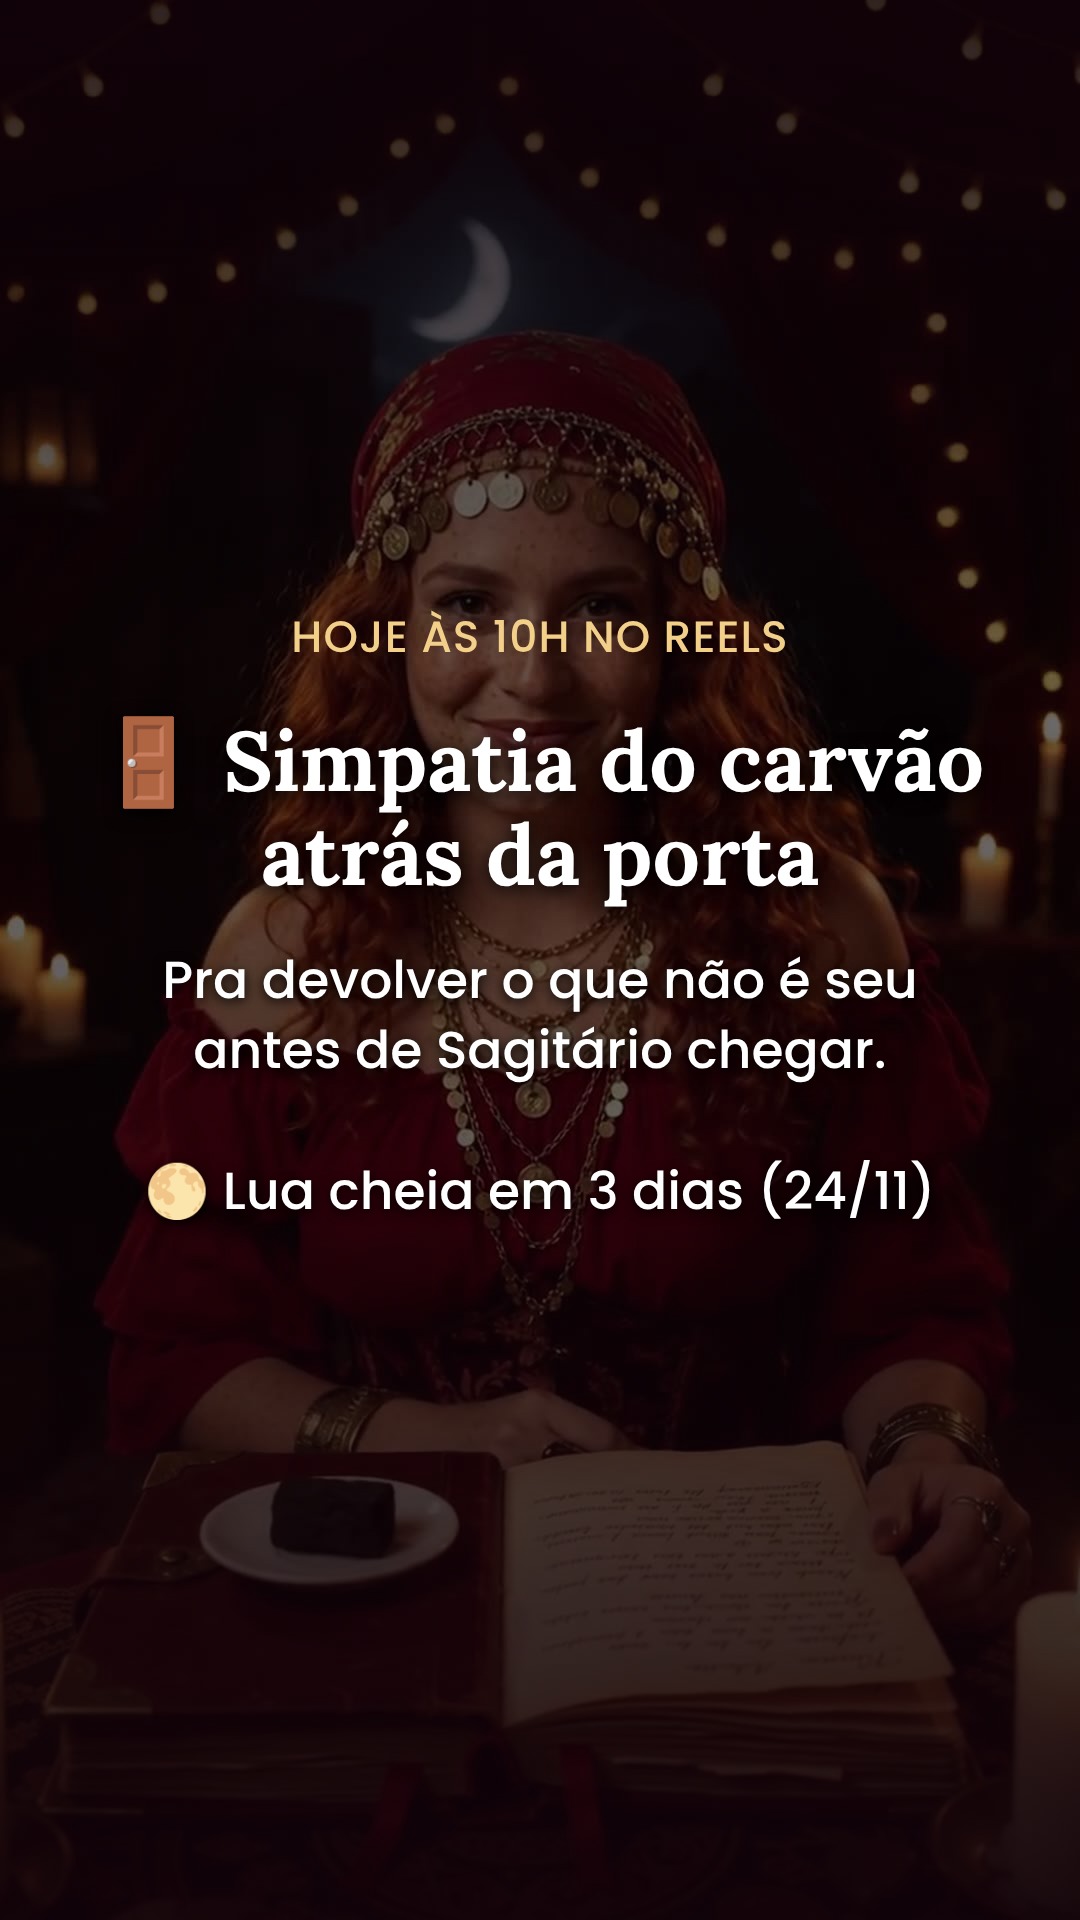 HOJE ÀS 10H NO REELS
🚪 Simpatia do carvão
atrás da porta
Pra devolver o que não é seu
antes de Sagitário chegar.
🌕 Lua cheia em 3 dias (24/11)